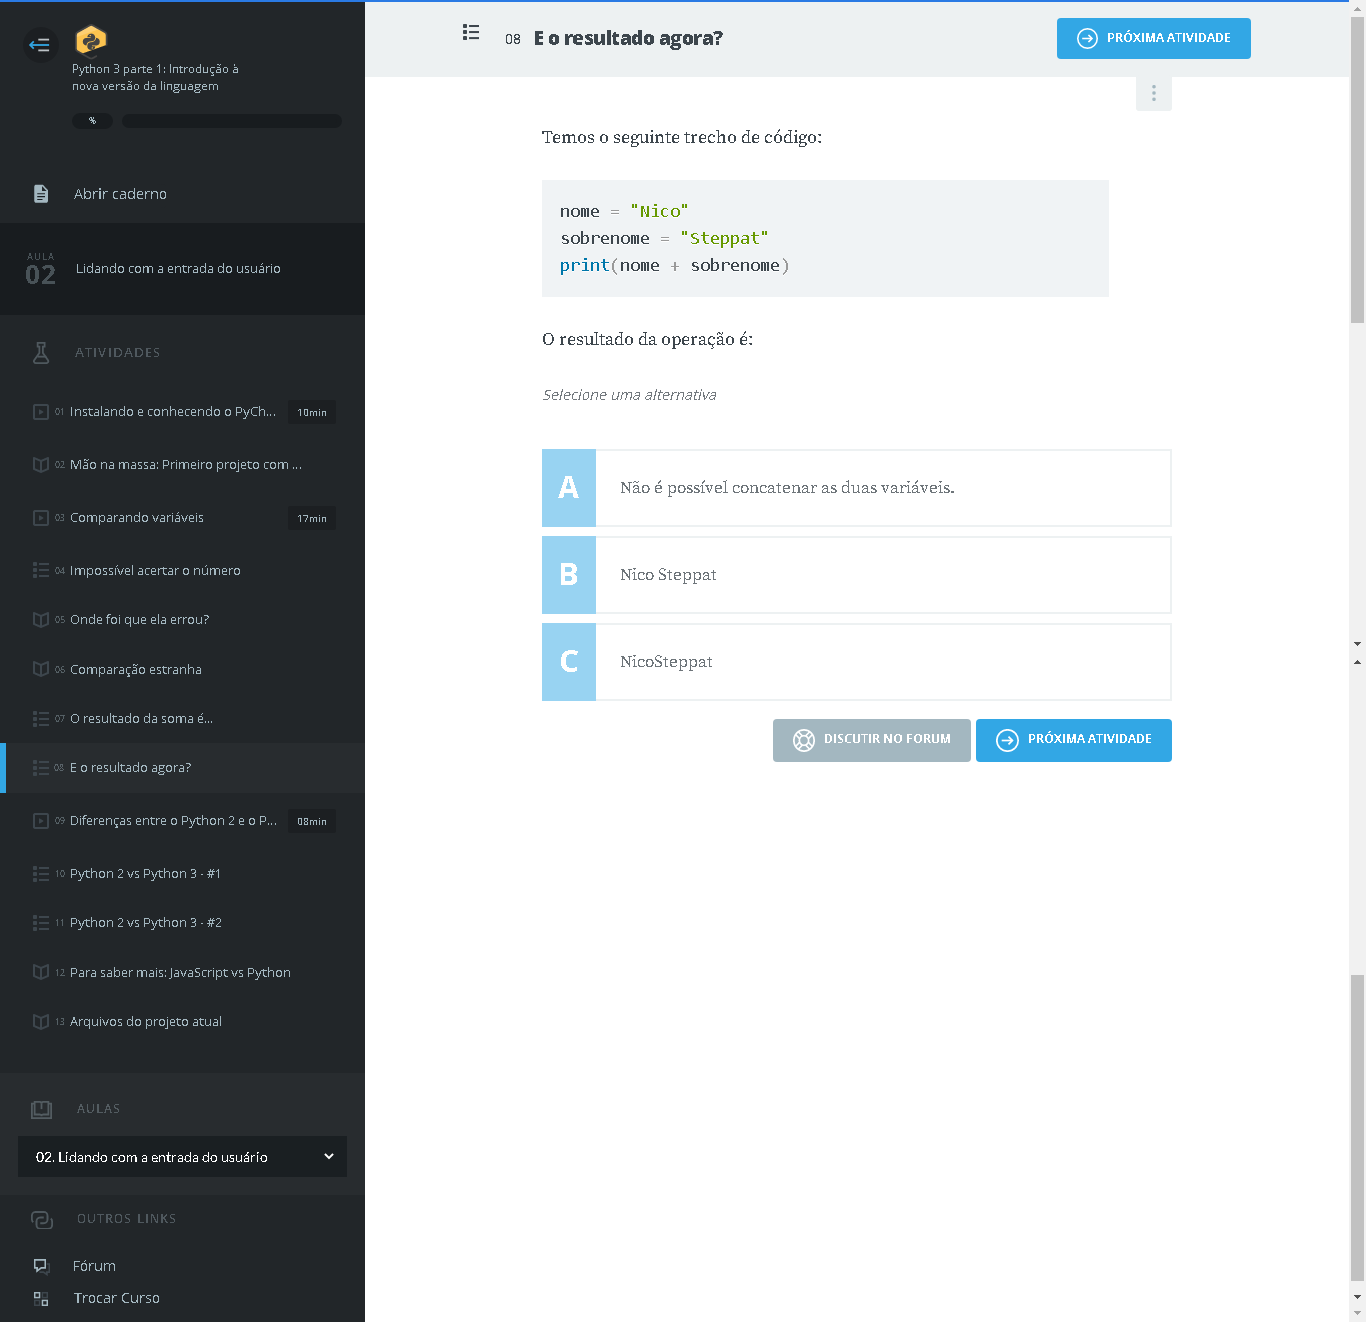 Python 3 parte 1: Introdução à
nova versão da linguagem
%
Abrir caderno
AULA
02
Lidando com a entrada do usuário
ATIVIDADES
01 Instalando e conhecendo o PyCh... 10min
02 Mão na massa: Primeiro projeto com ...
03 Comparando variáveis 17min
04 Impossível acertar o número
05 Onde foi que ela errou?
06 Comparação estranha
07 O resultado da soma é...
08 E o resultado agora?
09 Diferenças entre o Python 2 e o P... 08min
10 Python 2 vs Python 3 - #1
11 Python 2 vs Python 3 - #2
12 Para saber mais: JavaScript vs Python
13 Arquivos do projeto atual
AULAS
02. Lidando com a entrada do usuário
OUTROS LINKS
Fórum
Trocar Curso
08 E o resultado agora?
PRÓXIMA ATIVIDADE
Temos o seguinte trecho de código:
nome = "Nico"
sobrenome = "Steppat"
print(nome + sobrenome)
O resultado da operação é:
Selecione uma alternativa
A Não é possível concatenar as duas variáveis.
B Nico Steppat
C NicoSteppat
DISCUTIR NO FORUM
PRÓXIMA ATIVIDADE